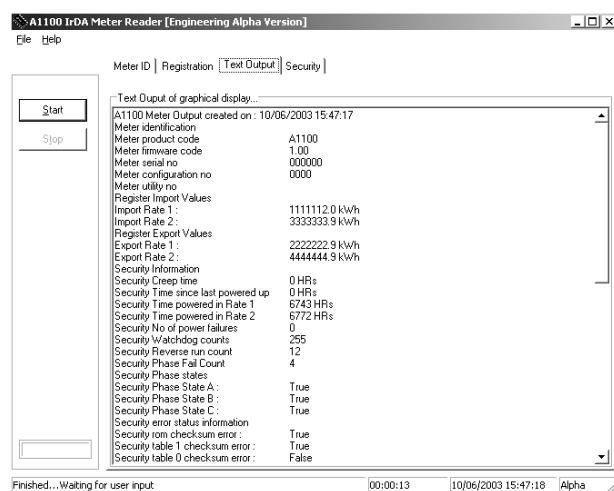 A1100 IrDA Meter Reader [Engineering Alpha Version]
File Help
Meter ID Registration Text Output Security
Start
Stop
Text Ouput of graphical display...
A1100 Meter Output created on : 10/06/2003 15:47:17
Meter identification
Meter product code A1100
Meter firmware code 1.00
Meter serial no 000000
Meter configuration no 0000
Meter utility no
Register Import Values
Import Rate 1 : 1111112.0 kWh
Import Rate 2 : 3333333.9 kWh
Register Export Values
Export Rate 1 : 2222222.9 kWh
Export Rate 2 : 4444444.9 kWh
Security Information
Security Creep time 0 HRs
Security Time since last powered up 0 HRs
Security Time powered in Rate 1 6743 HRs
Security Time powered in Rate 2 6772 HRs
Security No of power failures 0
Security Watchdog counts 255
Security Reverse run count 12
Security Phase Fail Count 4
Security Phase states
Security Phase State A : True
Security Phase State B : True
Security Phase State C : True
Security error status information
Security rom checksum error : True
Security table 1 checksum error : True
Security table 0 checksum error : False
Finished...Waiting for user input 00:00:13 10/06/2003 15:47:18 Alpha